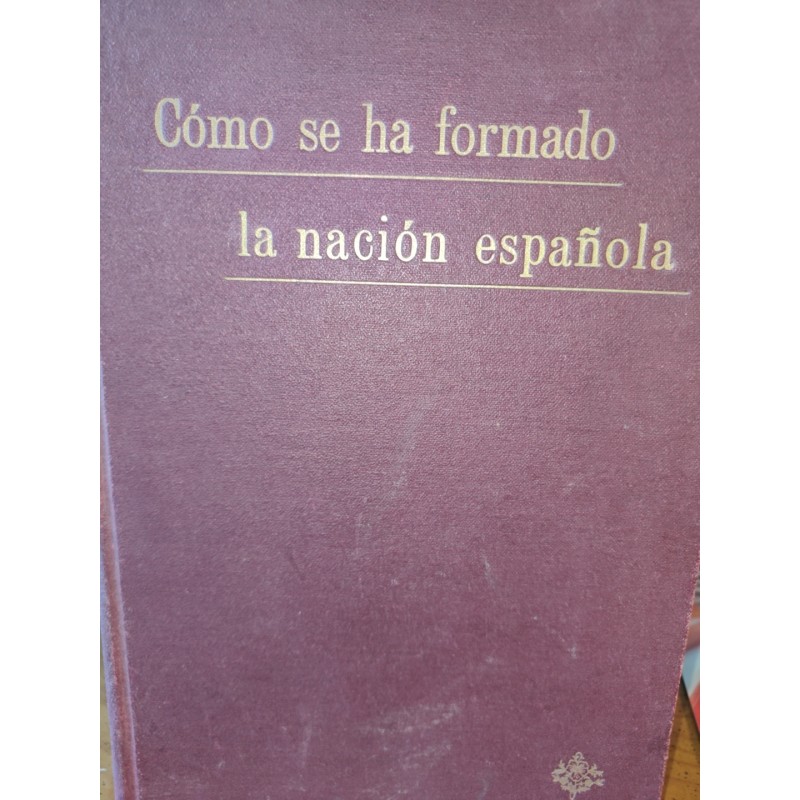 Cómo se ha formado
la nación española